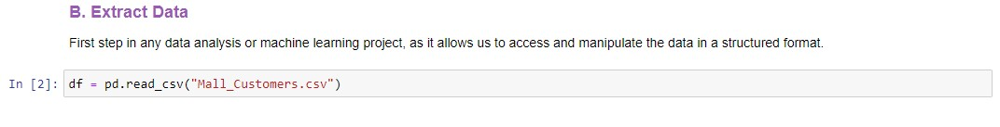 B. Extract Data
First step in any data analysis or machine learning project, as it allows us to access and manipulate the data in a structured format.
In [2]: df = pd.read_csv("Mall_Customers.csv")